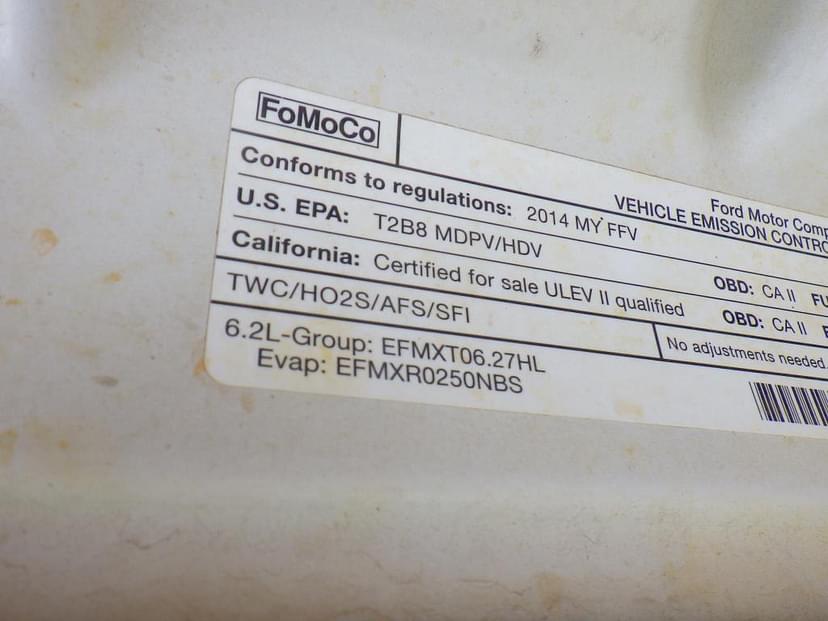 FoMoCo
Ford Motor
VEHICLE EMISSION
Conforms to regulations: 2014 MY FFV
U.S. EPA: T2B8 MDPV/HDV OBD: CA II
California: Certified for sale ULEV II qualified OBD: CA II
TWC/HO2S/AFS/SFI No adjustments needed.
6.2L-Group: EFMXT06.27HL
Evap: EFMXR0250NBS